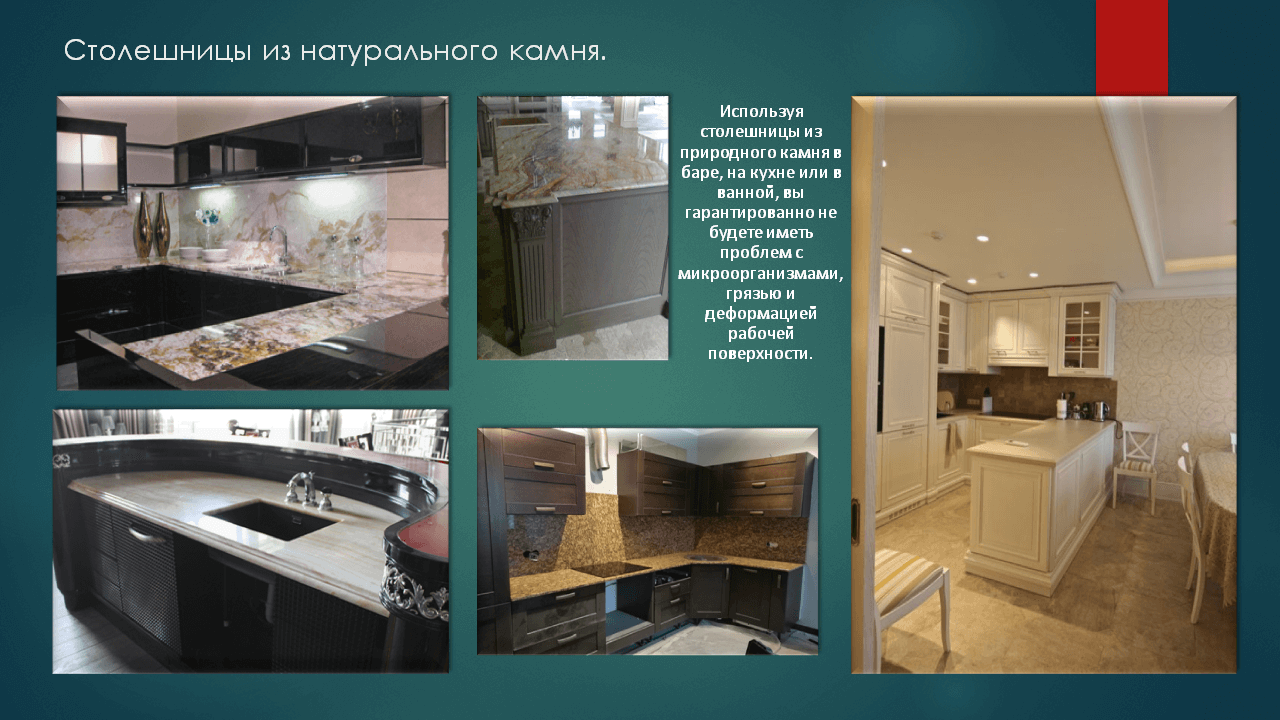 Столешницы из натурального камня.
Используя
столешницы из
природного камня в
баре, на кухне или в
ванной, вы
гарантированно не
будете иметь
проблем с
микроорганизмами,
грязью и
деформацией
рабочей
поверхности.